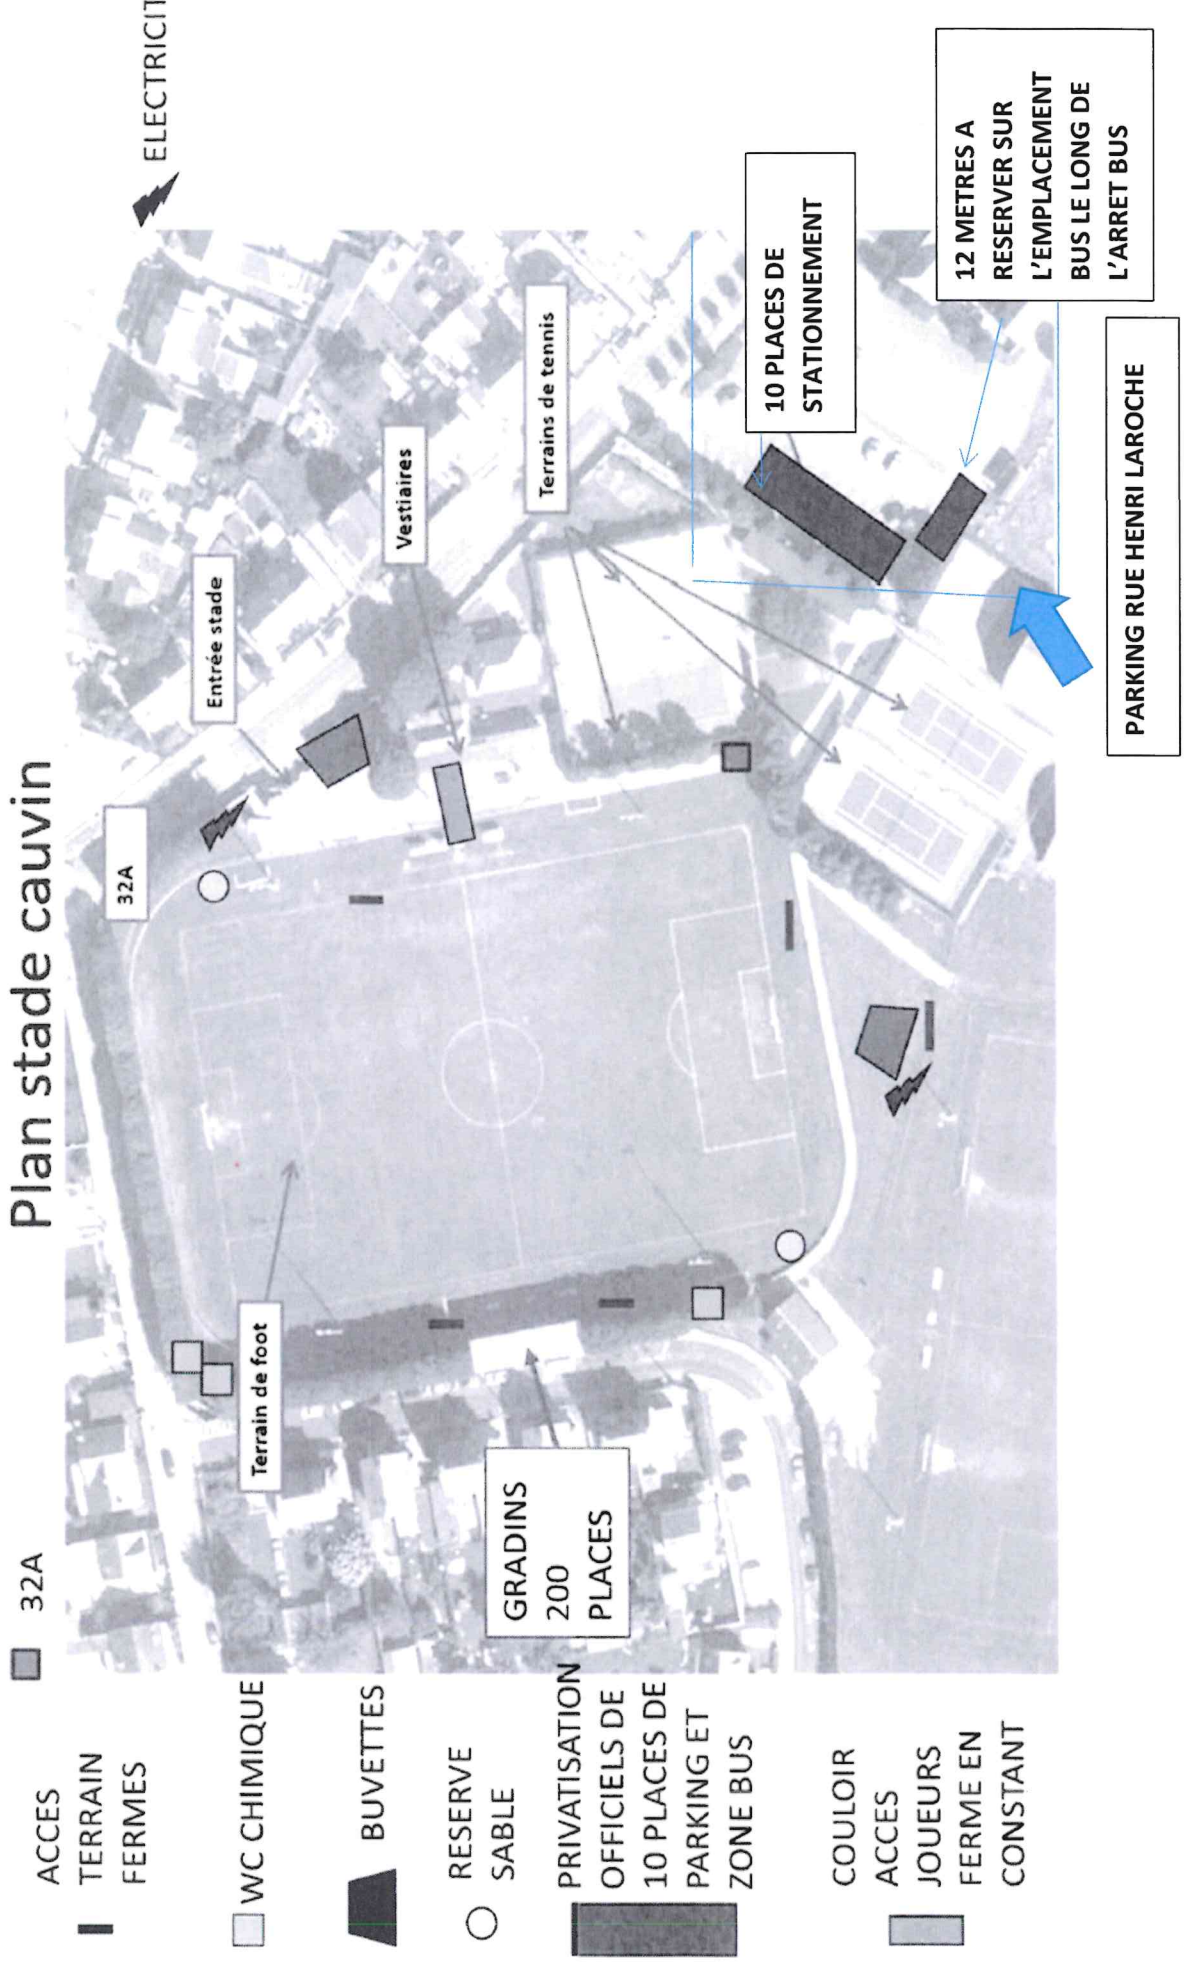 Plan stade cauvin
32A
ACCES
TERRAIN
FERMES
WC CHIMIQUE
BUVETTES
RESERVE
SABLE
PRIVATISATION
OFFICIELS DE
10 PLACES DE
PARKING ET
ZONE BUS
COULOIR
ACCES
JOUEURS
FERME EN
CONSTANT
ELECTRICIT
32A
Entrée stade
Vestiaires
Terrains de tennis
Terrain de foot
GRADINS
200
PLACES
10 PLACES DE
STATIONNEMENT
12 METRES A
RESERVER SUR
L'EMPLACEMENT
BUS LE LONG DE
L'ARRET BUS
PARKING RUE HENRI LAROCHE